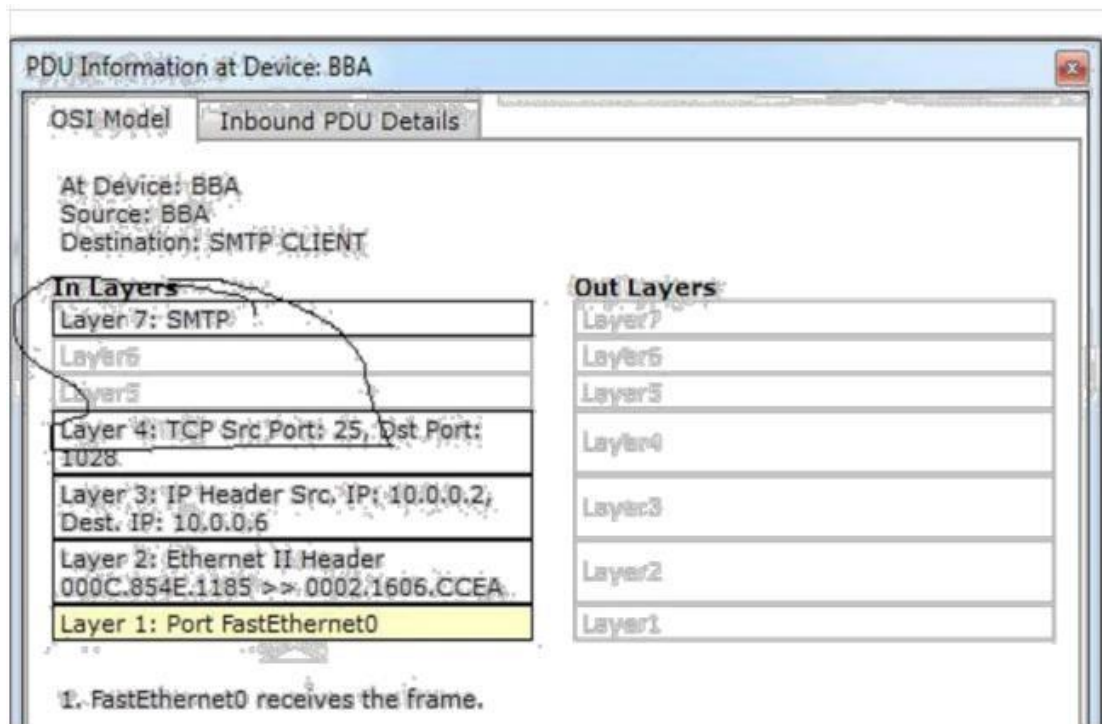 PDU Information at Device: BBA
OSI Model
Inbound PDU Details
At Device: BBA
Source: BBA
Destination: SMTP CLIENT
In Layers
Layer 7: SMTP
Layer6
Layer5
Layer 4: TCP Src Port: 25, Dst Port:
1028
Layer 3: IP Header Src. IP: 10.0.0.2,
Dest. IP: 10.0.0.6
Layer 2: Ethernet II Header
000C.854E.1185 >> 0002.1606.CCEA
Layer 1: Port FastEthernet0
Out Layers
Layer7
Layer6
Layer5
Layer4
Layer3
Layer2
Layer1
1. FastEthernet0 receives the frame.